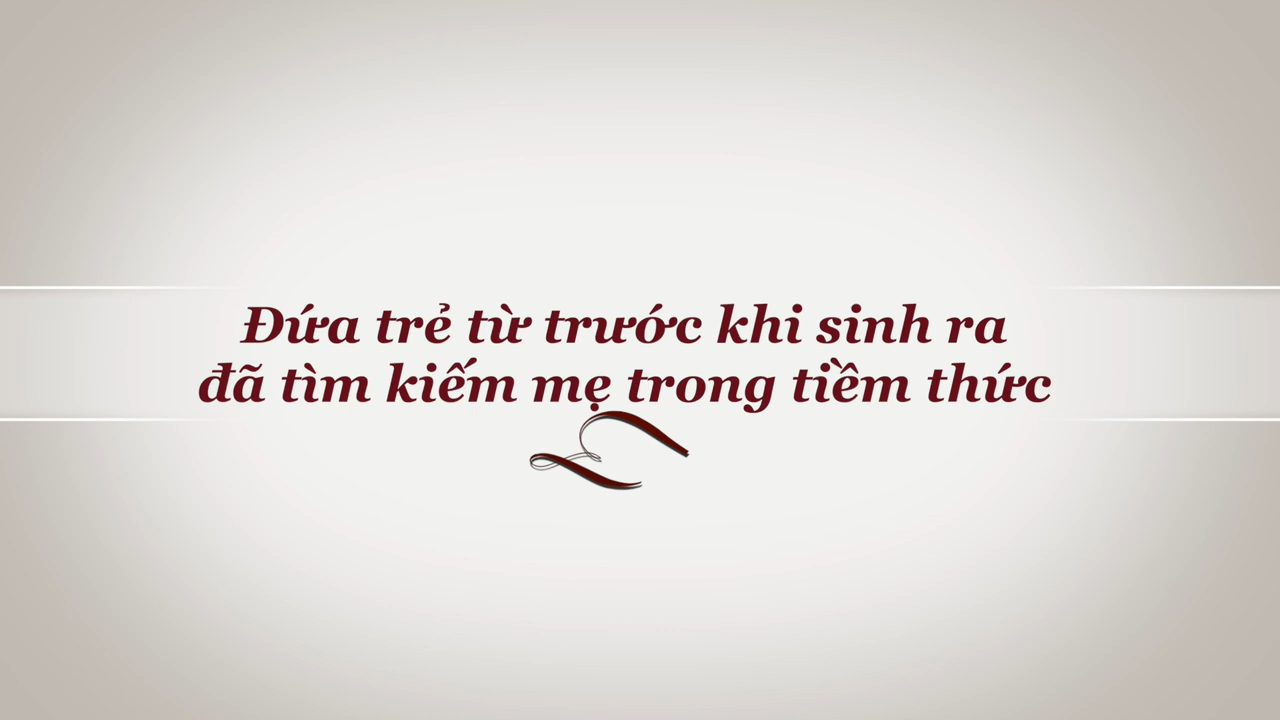 Đứa trẻ từ trước khi sinh ra
đã tìm kiếm mẹ trong tiềm thức